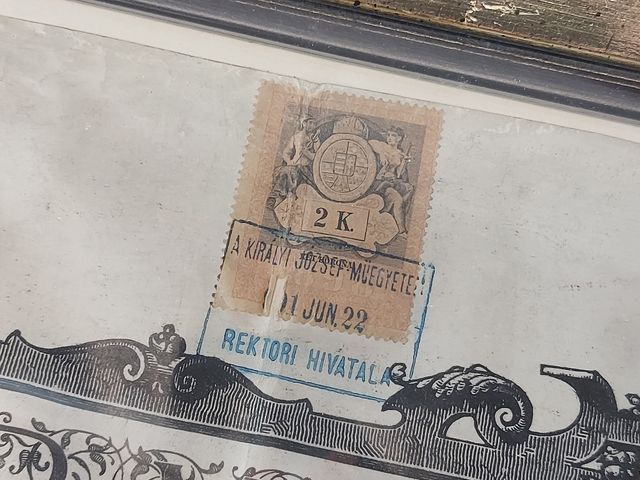 2 K.
A KIRÁLYI JÓZSEF-MŰEGYETEM
JUN. 22
REKTORI HIVATALA